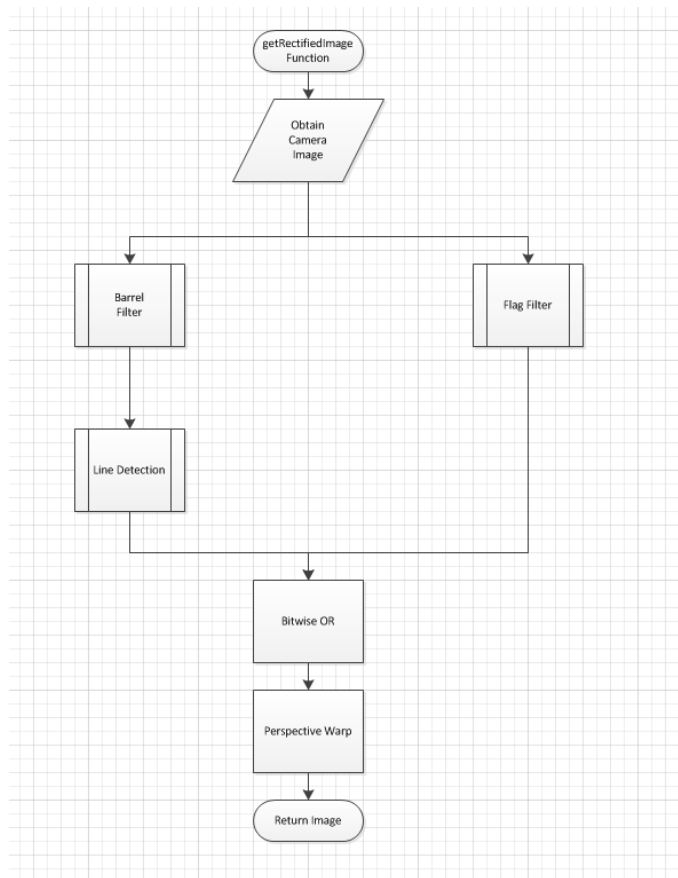 getRectifiedImage
Function
Obtain
Camera
Image
Barrel
Filter
Flag Filter
Line Detection
Bitwise OR
Perspective Warp
Return Image